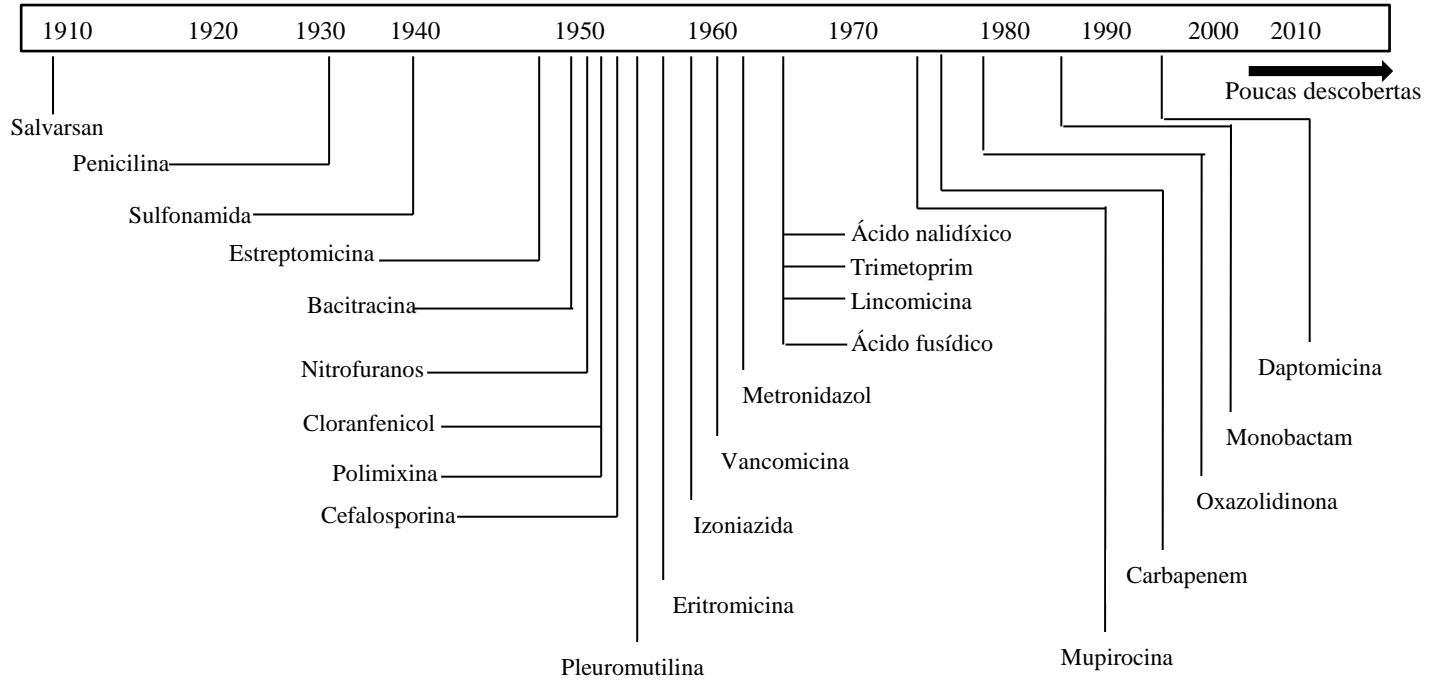 1910 1920 1930 1940 1950 1960 1970 1980 1990 2000 2010
Poucas descobertas
Salvarsan
Penicilina
Sulfonamida
Estreptomicina
Bacitracina
Nitrofuranos
Cloranfenicol
Polimixina
Cefalosporina
Pleuromutilina
Eritromicina
Izoniazida
Vancomicina
Metronidazol
Ácido nalidíxico
Trimetoprim
Lincomicina
Ácido fusídico
Mupirocina
Carbapenem
Oxazolidinona
Monobactam
Daptomicina